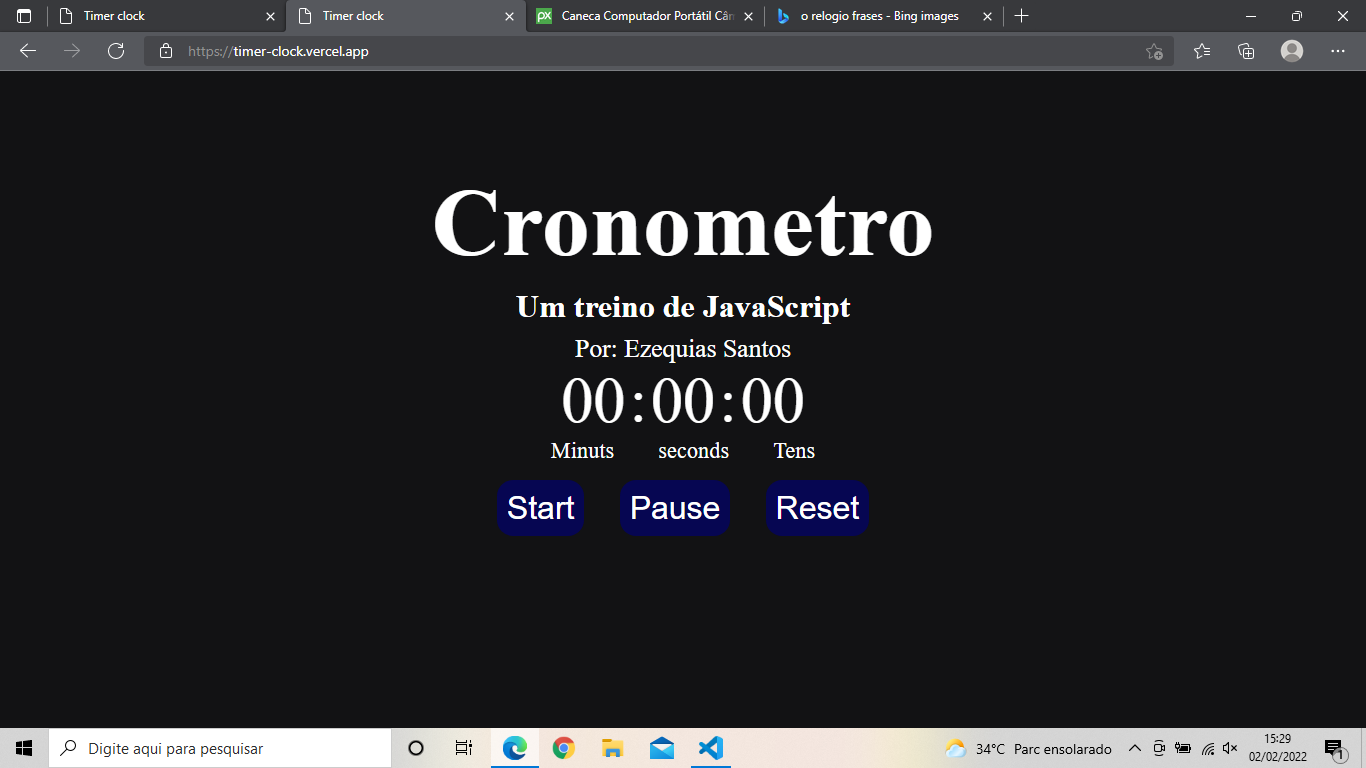 Timer clock
Timer clock
px
Caneca Computador Portátil Cân
o relogio frases - Bing images
https://timer-clock.vercel.app
Cronometro
Um treino de JavaScript
Por: Ezequias Santos
00:00:00
Minuts seconds Tens
Start Pause Reset
Digite aqui para pesquisar
34°C Parc ensolarado
15:29
02/02/2022
1